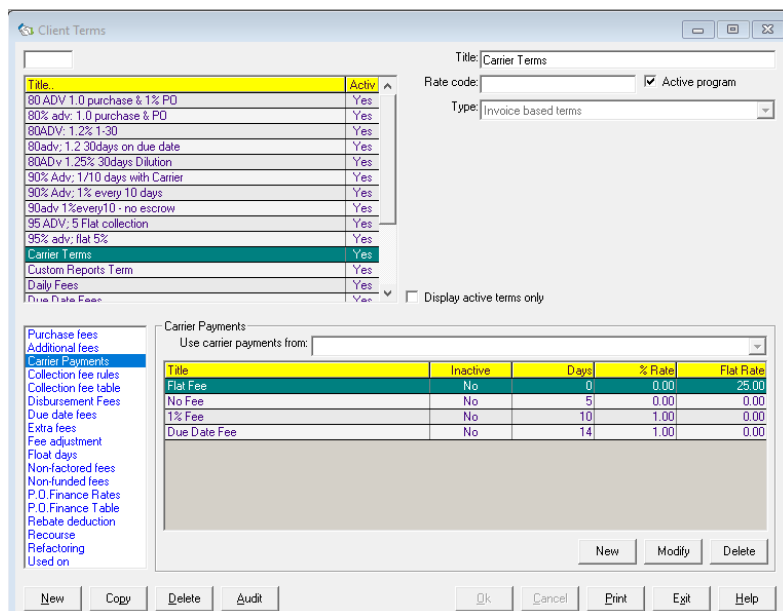 Client Terms
Title: Carrier Terms
Rate code: Active program
Type: Invoice based terms
Title.. Activ
80 ADV 1.0 purchase & 1% PO Yes
80% adv: 1.0 purchase & PO Yes
80ADV: 1.2% 1-30 Yes
80adv; 1.2 30days on due date Yes
80ADv 1.25% 30days Dilution Yes
90% Adv; 1/10 days with Carrier Yes
90% Adv; 1% every 10 days Yes
90adv 1%every10 - no escrow Yes
95 ADV; 5 Flat collection Yes
95% adv; flat 5% Yes
Carrier Terms Yes
Custom Reports Term Yes
Daily Fees Yes
Due Date Fees Yes
Display active terms only
Purchase fees
Additional fees
Carrier Payments
Collection fee rules
Collection fee table
Disbursement Fees
Due date fees
Extra fees
Fee adjustment
Float days
Non-factored fees
Non-funded fees
P.O.Finance Rates
P.O.Finance Table
Rebate deduction
Recourse
Refactoring
Used on
Carrier Payments
Use carrier payments from:
Title Inactive Days % Rate Flat Rate
Flat Fee No 0 0.00 25.00
No Fee No 5 0.00 0.00
1% Fee No 10 1.00 0.00
Due Date Fee No 14 1.00 0.00
New Modify Delete
New Copy Delete Audit Ok Cancel Print Exit Help